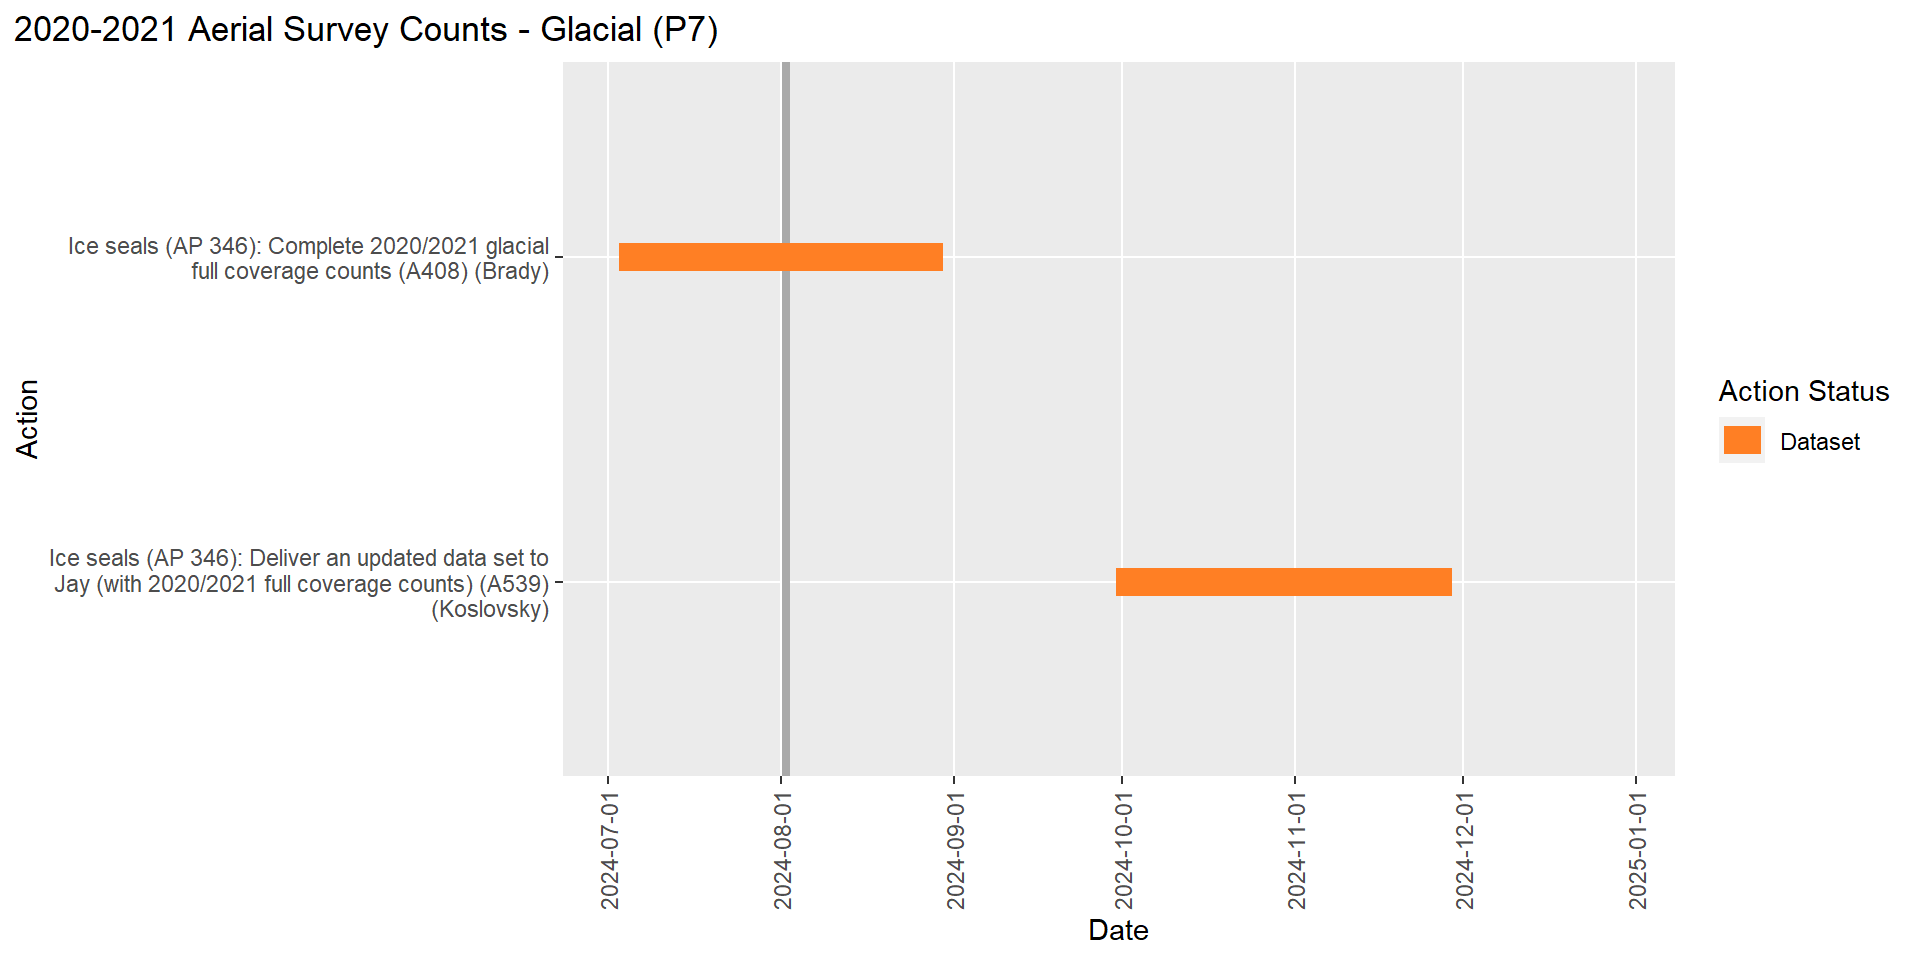 2020-2021 Aerial Survey Counts - Glacial (P7)
Ice seals (AP 346): Complete 2020/2021 glacial
full coverage counts (A408) (Brady)
Action
Ice seals (AP 346): Deliver an updated data set to
Jay (with 2020/2021 full coverage counts) (A539)
(Koslovsky)
Action Status
Dataset
2024-07-01
2024-08-01
2024-09-01
2024-10-01
2024-11-01
2024-12-01
2025-01-01
Date